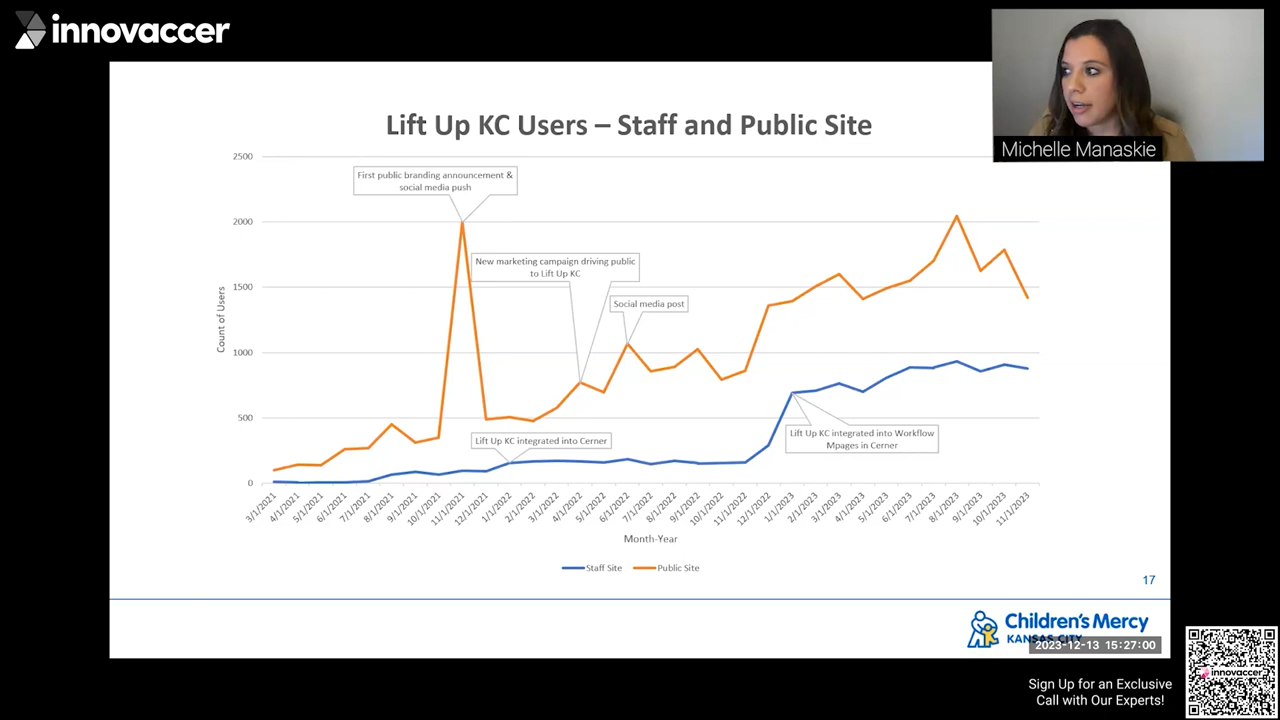 innovaccer
Michelle Manaskie
Lift Up KC Users – Staff and Public Site
2500
2000
1500
1000
500
0
Count of Users
First public branding announcement &
social media push
New marketing campaign driving public
to Lift Up KC
Social media post
Lift Up KC integrated into Cerner
Lift Up KC integrated into Workflow
Mpages in Cerner
3/1/2021
4/1/2021
5/1/2021
6/1/2021
7/1/2021
8/1/2021
9/1/2021
10/1/2021
11/1/2021
12/1/2021
1/1/2022
2/1/2022
3/1/2022
4/1/2022
5/1/2022
6/1/2022
7/1/2022
8/1/2022
9/1/2022
10/1/2022
11/1/2022
12/1/2022
1/1/2023
2/1/2023
3/1/2023
4/1/2023
5/1/2023
6/1/2023
7/1/2023
8/1/2023
9/1/2023
10/1/2023
11/1/2023
Month-Year
Staff Site
Public Site
17
Children's Mercy
KANSAS CITY
2023-12-13 15:27:00
innovaccer
Sign Up for an Exclusive
Call with Our Experts!